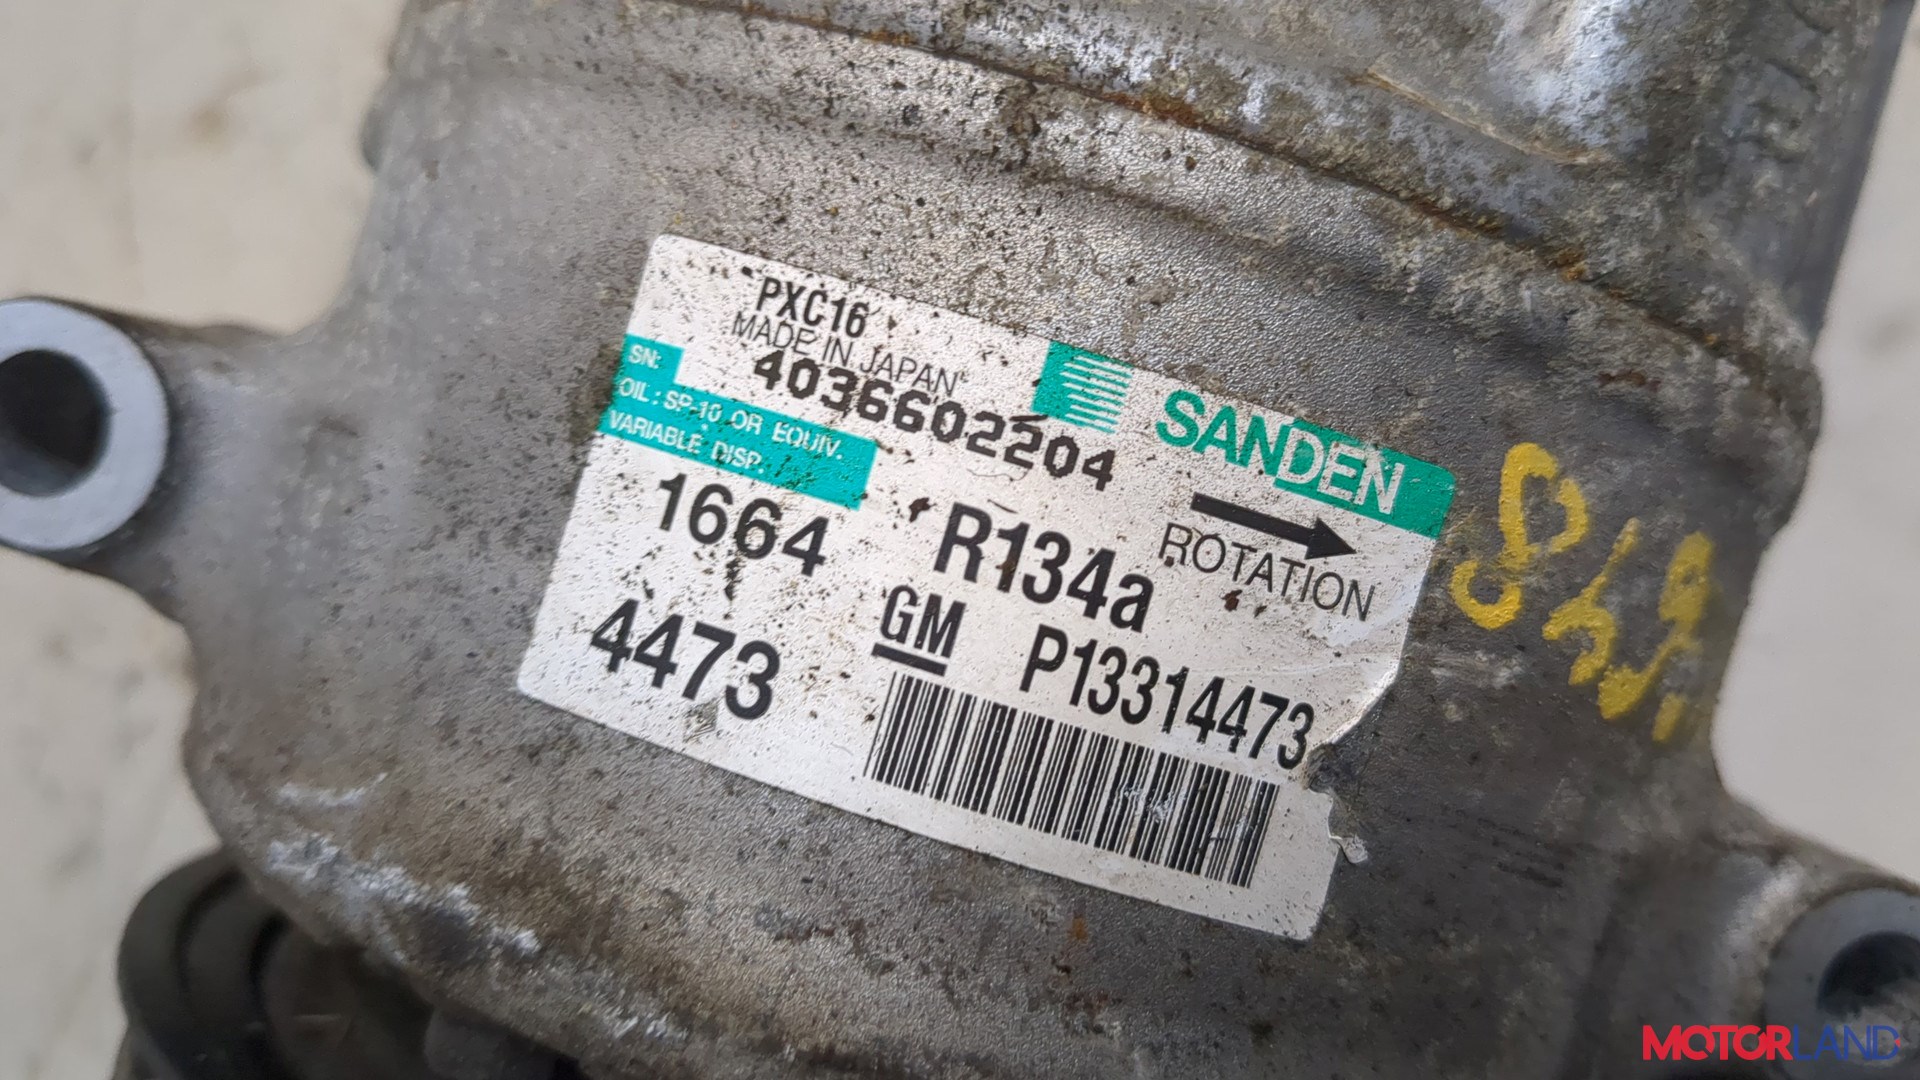 PXC16
MADE IN JAPAN
SN: 4036602204
OIL: SP-10 OR EQUIV.
VARIABLE DISP.
SANDEN
ROTATION
1664
R134a
4473
GM
P13314473
MOTORLAND